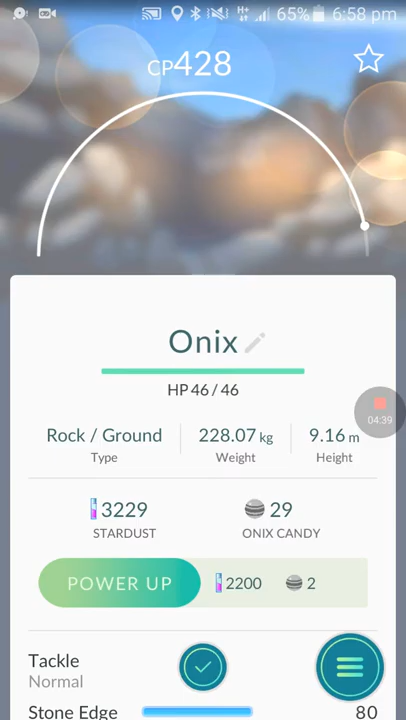 H+ 65% 6:58 pm
CP428
Onix
HP 46 / 46
Rock / Ground 228.07 kg 9.16 m
Type Weight Height
04:39
3229 29
STARDUST ONIX CANDY
POWER UP 2200 2
Tackle
Normal
Stone Edge 80